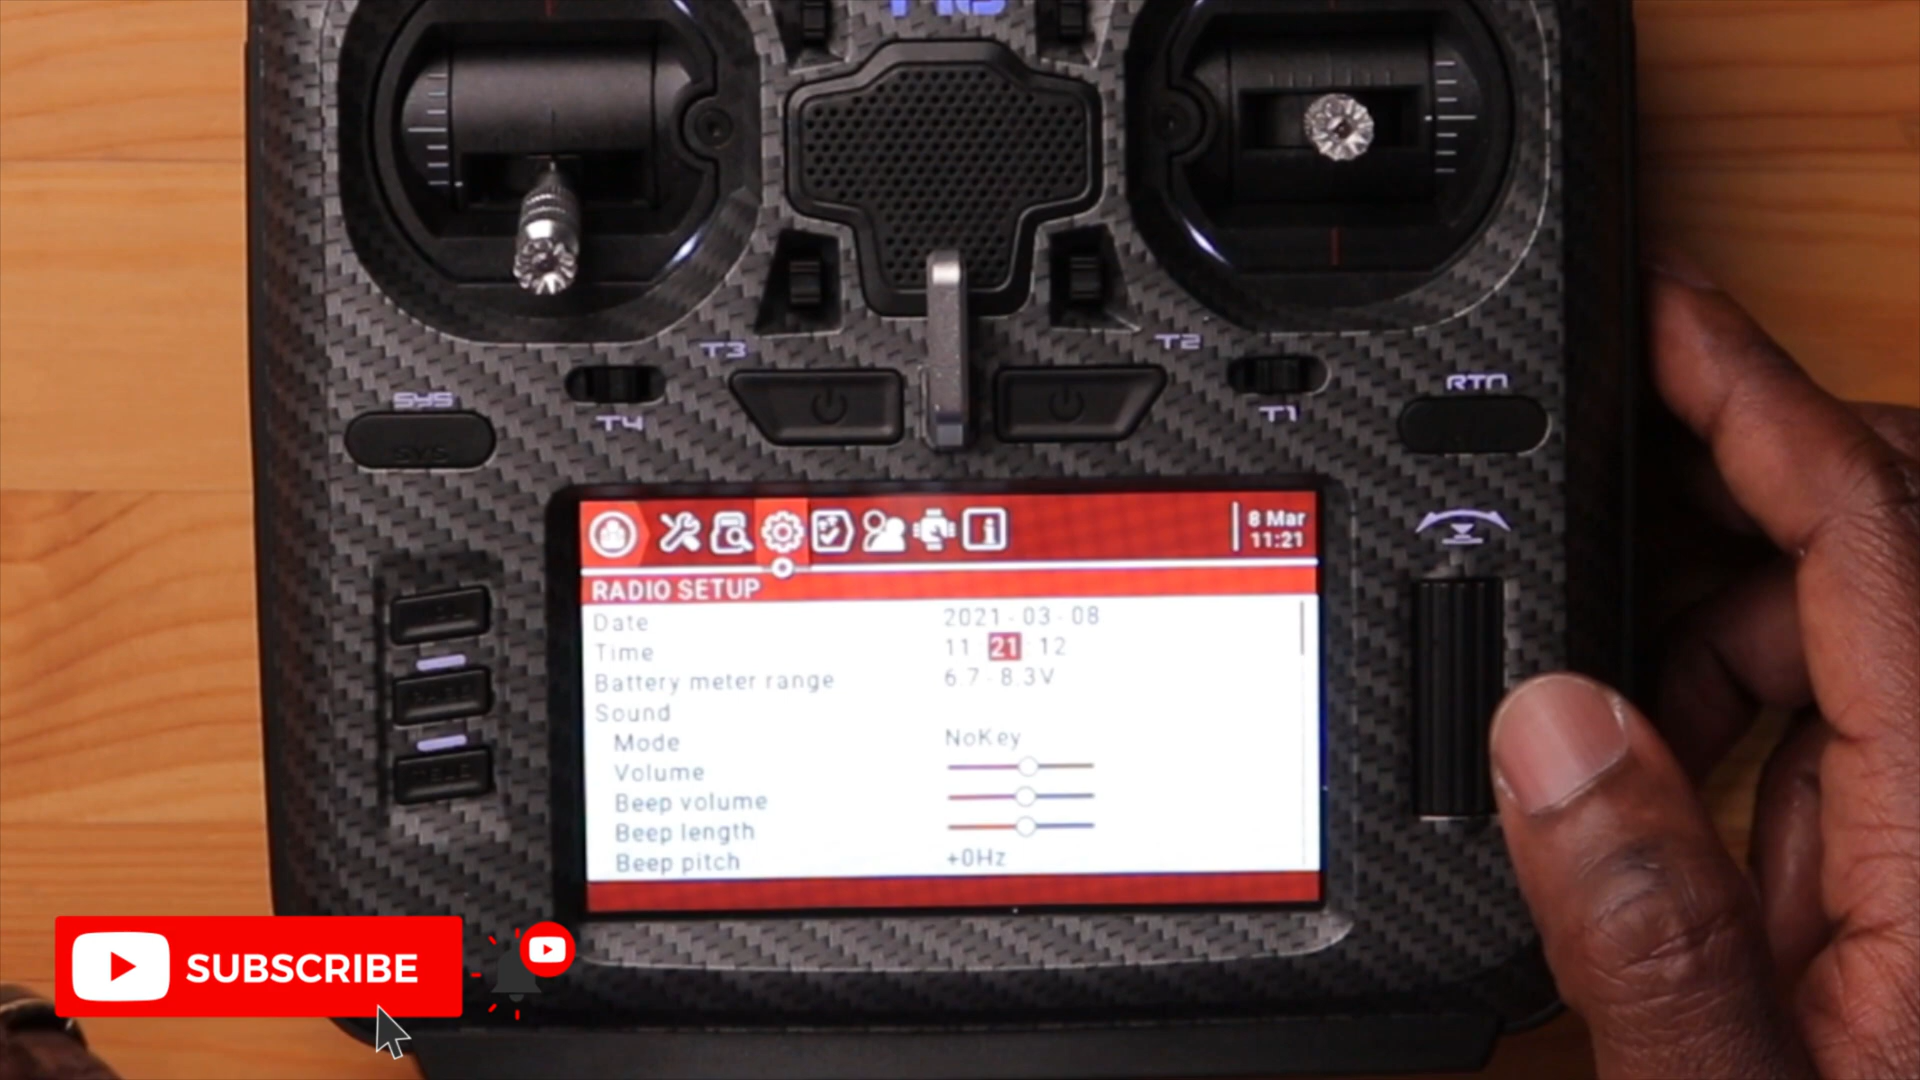 T3
T2
SYS
T4
T1
RTN
SYS
8 Mar
11:21
RADIO SETUP
Date 2021-03-08
Time 11 21 12
Battery meter range 6.7-8.3V
Sound
Mode NoKey
Volume
Beep volume
Beep length
Beep pitch +0Hz
TELE
SUBSCRIBE